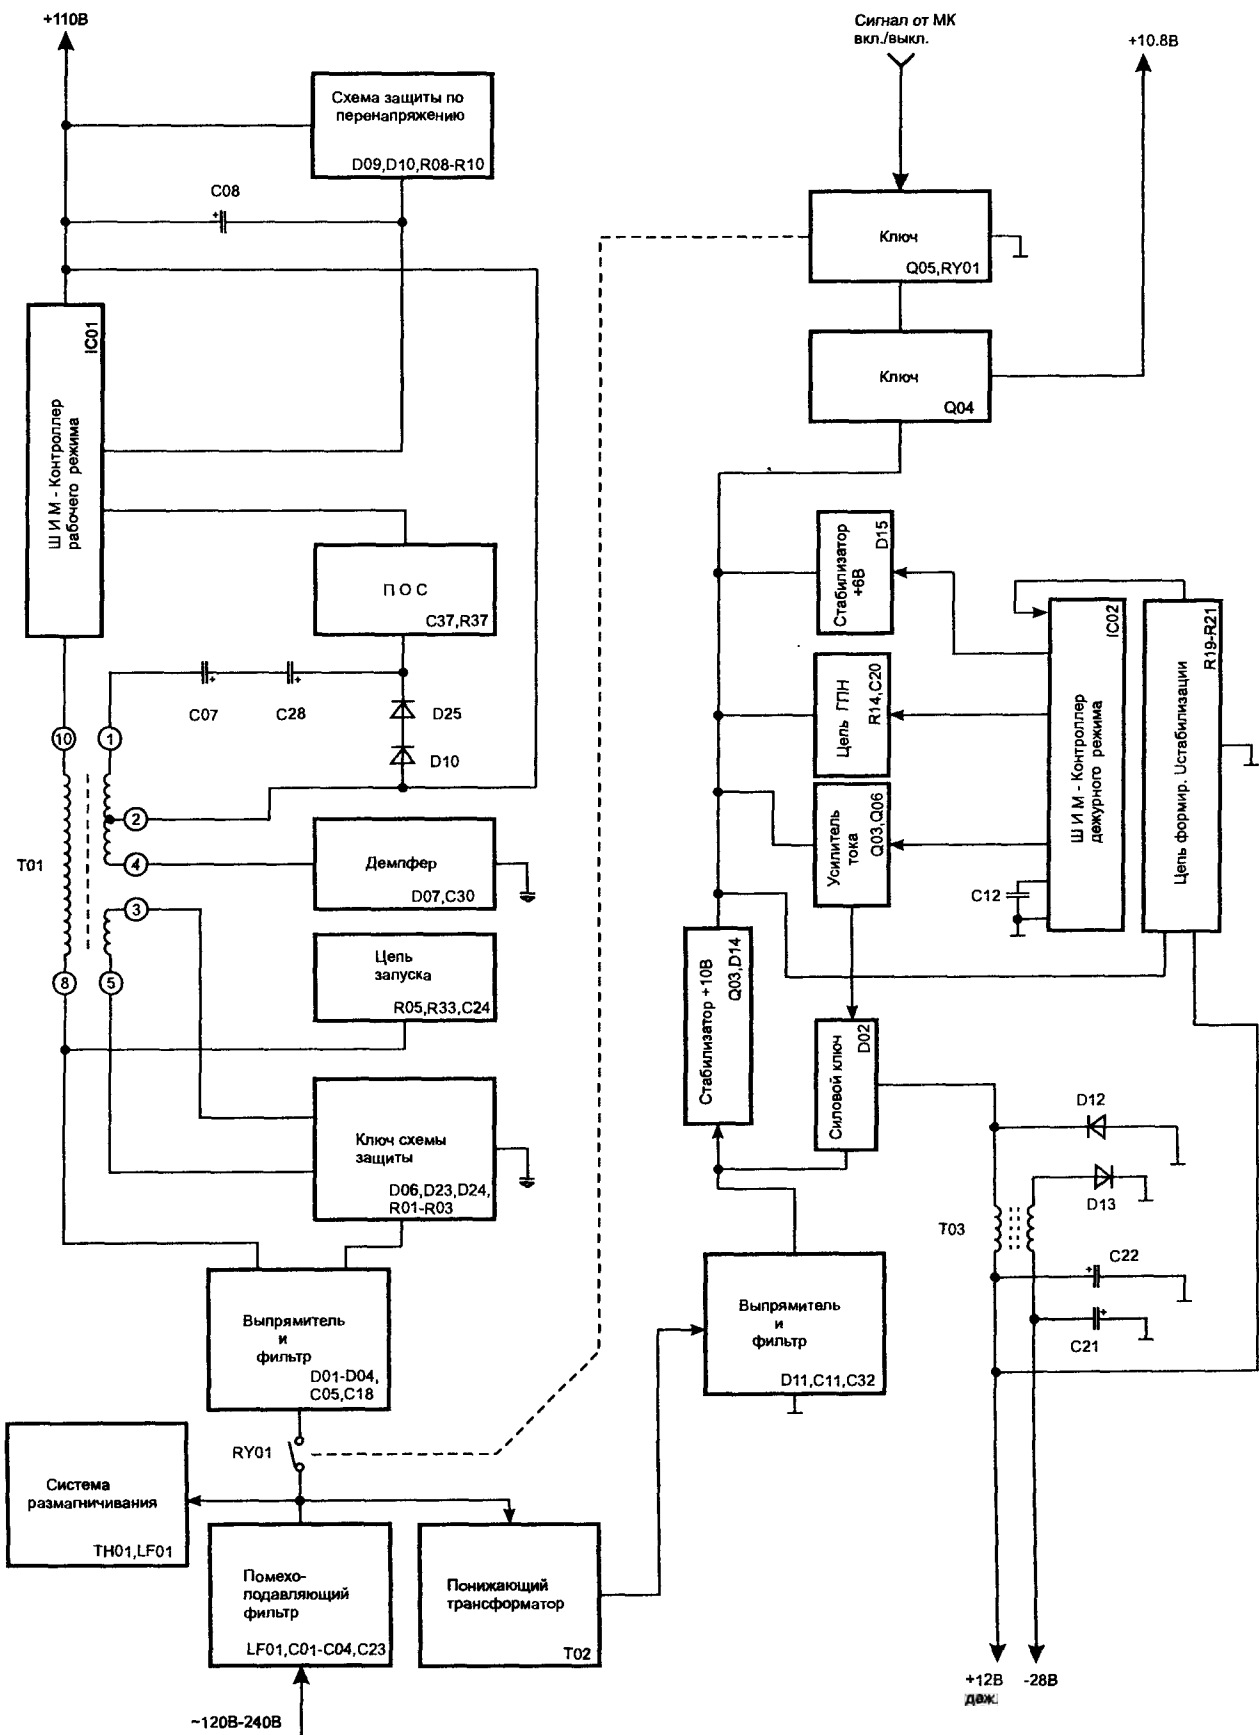 +110В
Сигнал от МК
вкл./выкл.
+10.8В
Схема защиты по
перенапряжению
D09,D10,R08-R10
C08
Ключ
Q05,RY01
IC01
Ш И М - Контроллер
рабочего режима
Ключ
Q04
П О С
C37,R37
Стабилизатор
+6В
D15
IC02
Ш И М - Контроллер
дежурного режима
R19-R21
Цепь формир. Uстабилизации
Цепь ГПН
R14,C20
C07
C28
D25
D10
10
1
2
4
3
8
5
T01
Демпфер
D07,C30
Усилитель
тока
Q03,Q06
C12
Цепь
запуска
R05,R33,C24
Стабилизатор +10В
Q03,D14
Силовой ключ
D02
Ключ схемы
защиты
D06,D23,D24,
R01-R03
D12
D13
T03
C22
C21
Выпрямитель
и
фильтр
D01-D04,
C05,C18
Выпрямитель
и
фильтр
D11,C11,C32
RY01
Система
размагничивания
TH01,LF01
Помехо-
подавляющий
фильтр
LF01,C01-C04,C23
Понижающий
трансформатор
T02
+12В
деж.
-28В
~120В-240В